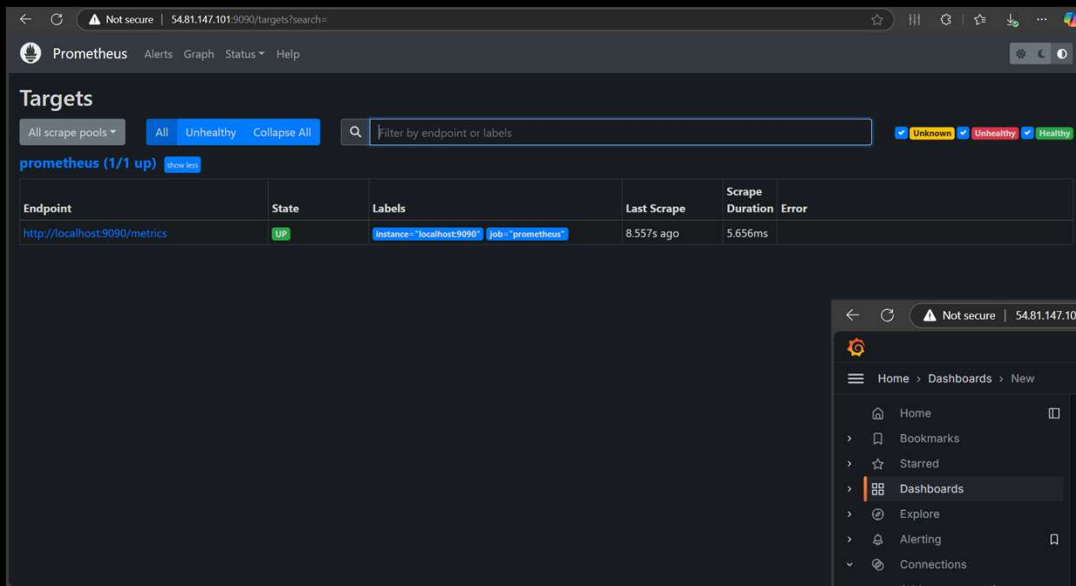 Not secure | 54.81.147.101:9090/targets?search=
Prometheus Alerts Graph Status Help
Targets
All scrape pools All Unhealthy Collapse All Filter by endpoint or labels Unknown Unhealthy Healthy
prometheus (1/1 up) show less
Endpoint State Labels Last Scrape Scrape Duration Error
http://localhost:9090/metrics UP instance="localhost:9090" job="prometheus" 8.557s ago 5.656ms
Not secure | 54.81.147.10
Home › Dashboards › New
Home
Bookmarks
Starred
Dashboards
Explore
Alerting
Connections